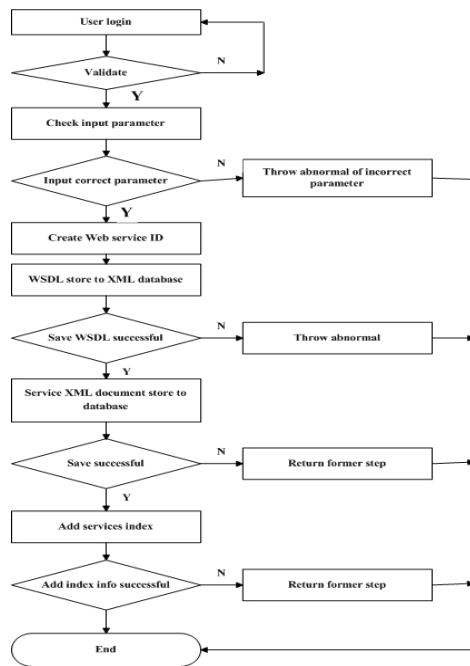 User login
N
Validate
Y
Check input parameter
N
Input correct parameter
Throw abnormal of incorrect
parameter
Y
Create Web service ID
WSDL store to XML database
N
Save WSDL successful
Throw abnormal
Y
Service XML document store to
database
N
Save successful
Return former step
Y
Add services index
N
Add index info successful
Return former step
End